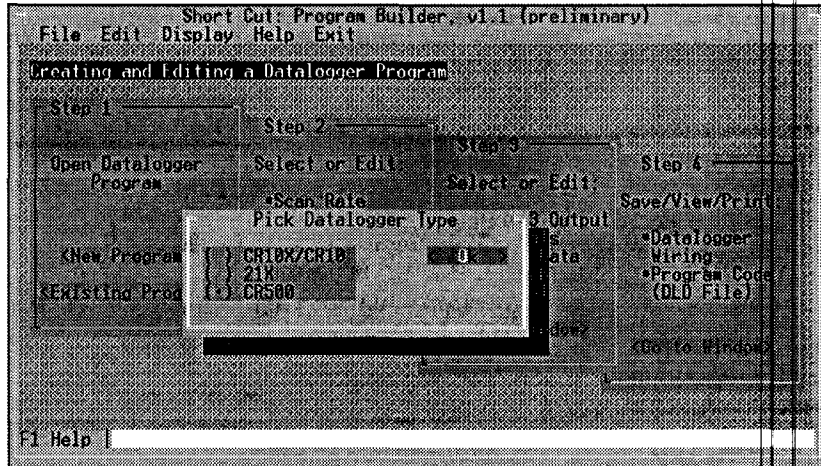 Short Cut: Program Builder, v1.1 (preliminary)
File Edit Display Help Exit
Creating and Editing a Datalogger Program
Step 1
Open Datalogger
Program
<New Program
<Existing Prog
Step 2
Select or Edit:
*Scan Rate
Step 3
Select or Edit:
Output
ata
ndow>
Step 4
Save/View/Print:
*Datalogger
Wiring
*Program Code
(DLD File)
<Go to Window>
Pick Datalogger Type
( ) CR10X/CR10
( ) 21X
(•) CR500
F1 Help